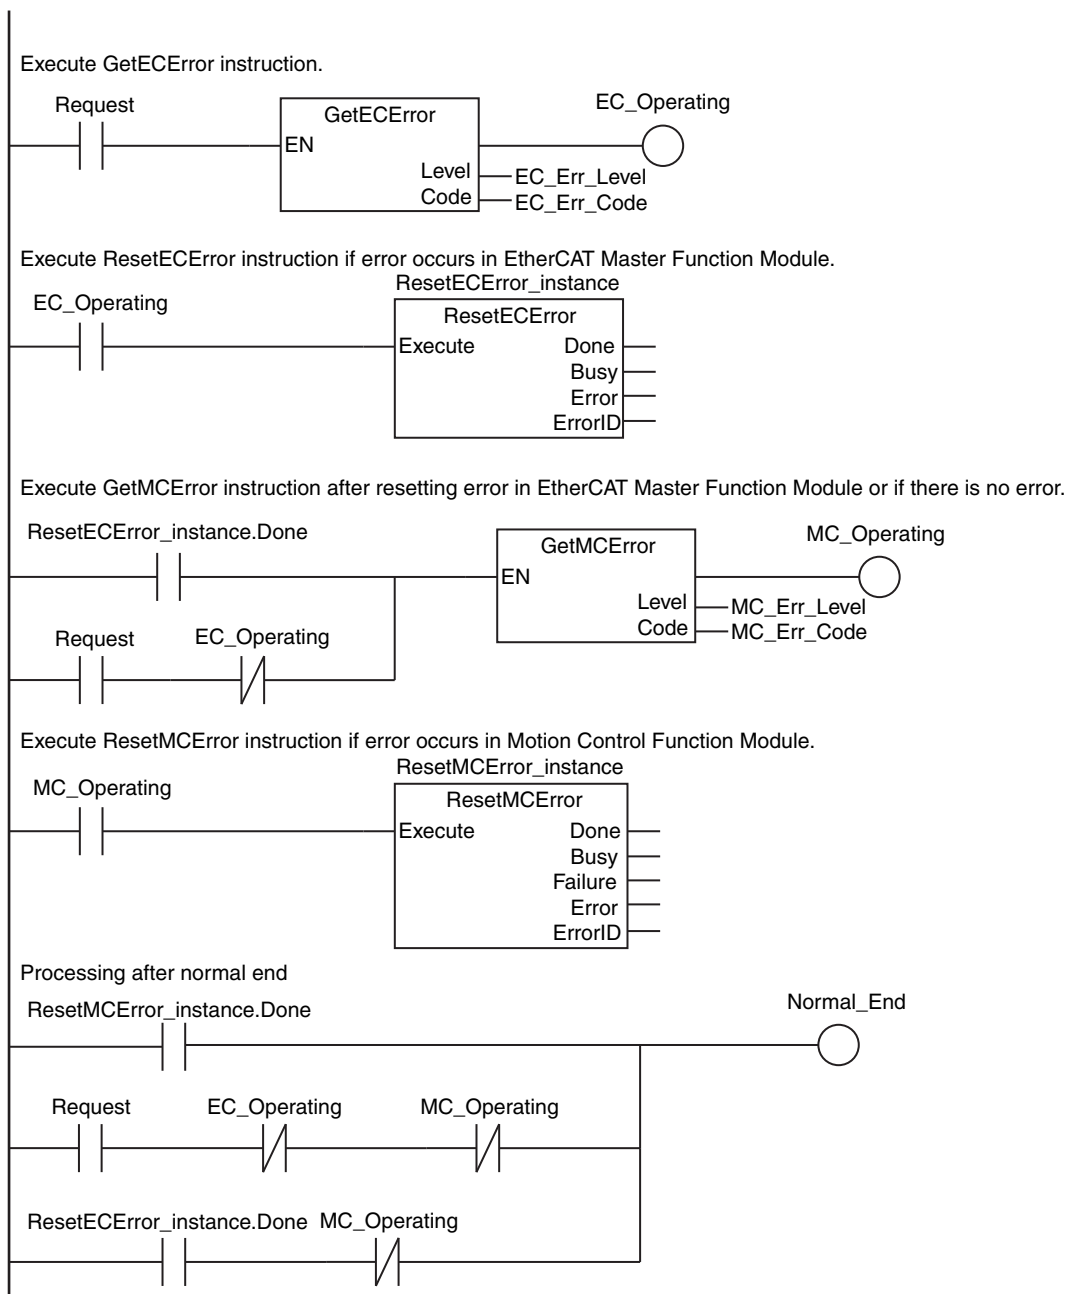 Execute GetECError instruction.
Request
GetECError
EC_Operating
EN
Level
EC_Err_Level
Code
EC_Err_Code
Execute ResetECError instruction if error occurs in EtherCAT Master Function Module.
ResetECError_instance
EC_Operating
ResetECError
Execute
Done
Busy
Error
ErrorID
Execute GetMCError instruction after resetting error in EtherCAT Master Function Module or if there is no error.
ResetECError_instance.Done
GetMCError
MC_Operating
EN
Level
MC_Err_Level
Code
MC_Err_Code
Request
EC_Operating
Execute ResetMCError instruction if error occurs in Motion Control Function Module.
ResetMCError_instance
MC_Operating
ResetMCError
Execute
Done
Busy
Failure
Error
ErrorID
Processing after normal end
ResetMCError_instance.Done
Normal_End
Request
EC_Operating
MC_Operating
ResetECError_instance.Done
MC_Operating